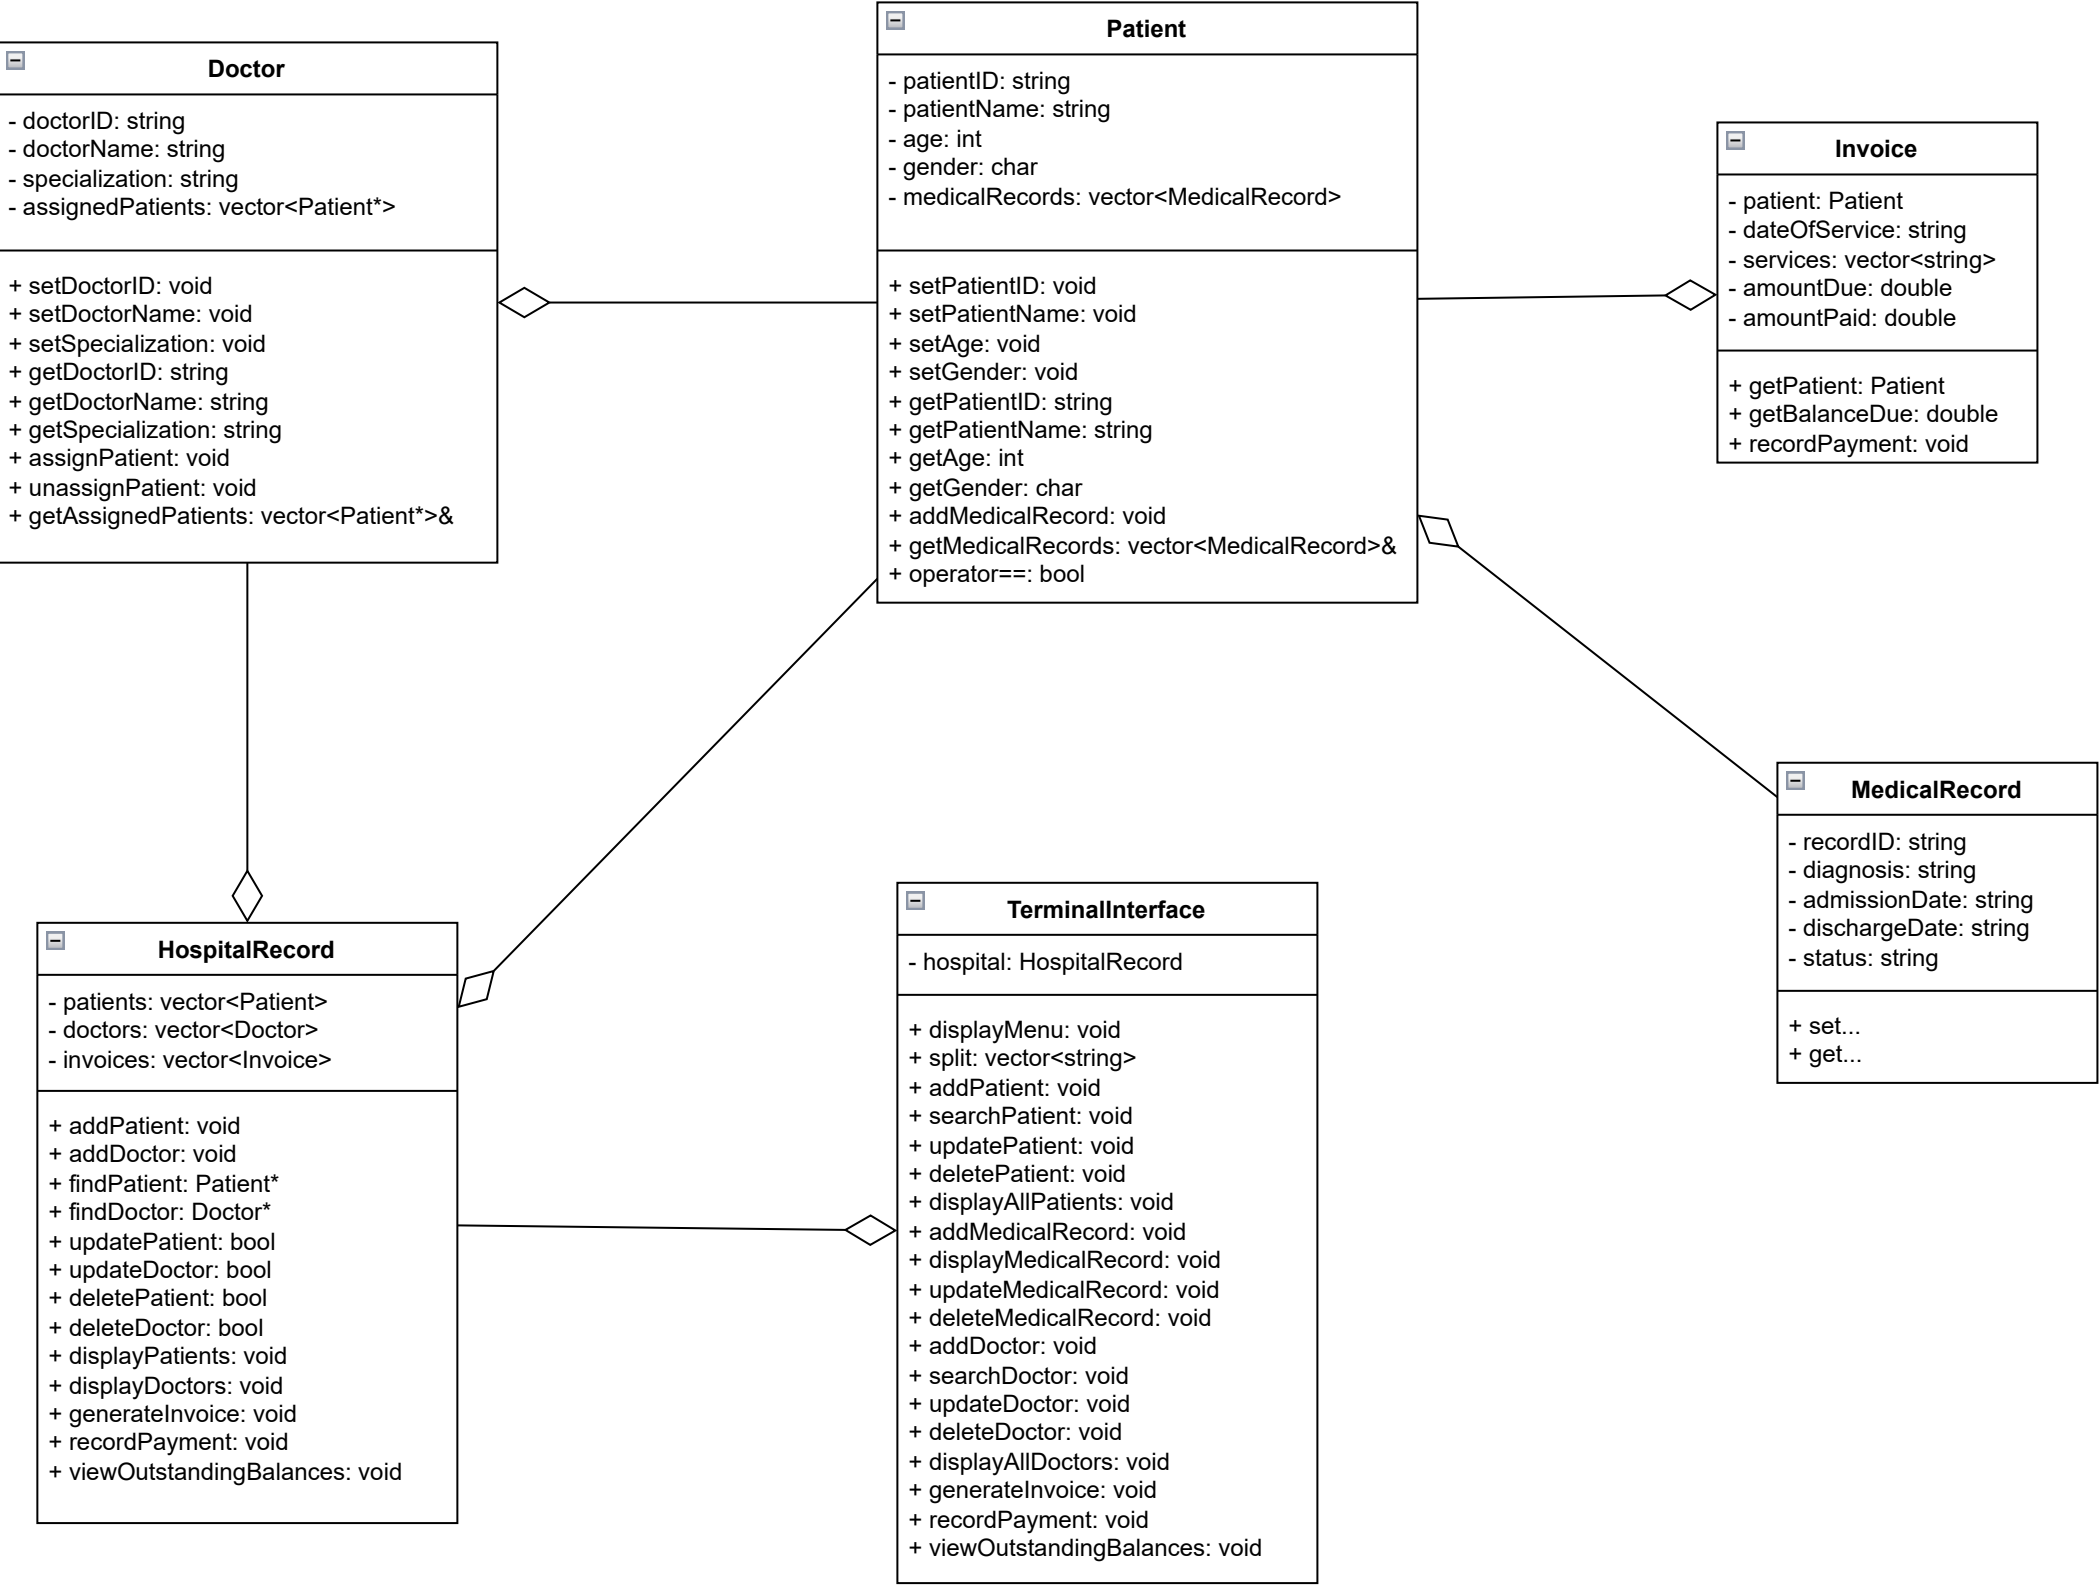 Doctor
- doctorID: string
- doctorName: string
- specialization: string
- assignedPatients: vector<Patient*>
+ setDoctorID: void
+ setDoctorName: void
+ setSpecialization: void
+ getDoctorID: string
+ getDoctorName: string
+ getSpecialization: string
+ assignPatient: void
+ unassignPatient: void
+ getAssignedPatients: vector<Patient*>&
Patient
- patientID: string
- patientName: string
- age: int
- gender: char
- medicalRecords: vector<MedicalRecord>
+ setPatientID: void
+ setPatientName: void
+ setAge: void
+ setGender: void
+ getPatientID: string
+ getPatientName: string
+ getAge: int
+ getGender: char
+ addMedicalRecord: void
+ getMedicalRecords: vector<MedicalRecord>&
+ operator==: bool
Invoice
- patient: Patient
- dateOfService: string
- services: vector<string>
- amountDue: double
- amountPaid: double
+ getPatient: Patient
+ getBalanceDue: double
+ recordPayment: void
MedicalRecord
- recordID: string
- diagnosis: string
- admissionDate: string
- dischargeDate: string
- status: string
+ set...
+ get...
HospitalRecord
- patients: vector<Patient>
- doctors: vector<Doctor>
- invoices: vector<Invoice>
+ addPatient: void
+ addDoctor: void
+ findPatient: Patient*
+ findDoctor: Doctor*
+ updatePatient: bool
+ updateDoctor: bool
+ deletePatient: bool
+ deleteDoctor: bool
+ displayPatients: void
+ displayDoctors: void
+ generateInvoice: void
+ recordPayment: void
+ viewOutstandingBalances: void
TerminalInterface
- hospital: HospitalRecord
+ displayMenu: void
+ split: vector<string>
+ addPatient: void
+ searchPatient: void
+ updatePatient: void
+ deletePatient: void
+ displayAllPatients: void
+ addMedicalRecord: void
+ displayMedicalRecord: void
+ updateMedicalRecord: void
+ deleteMedicalRecord: void
+ addDoctor: void
+ searchDoctor: void
+ updateDoctor: void
+ deleteDoctor: void
+ displayAllDoctors: void
+ generateInvoice: void
+ recordPayment: void
+ viewOutstandingBalances: void